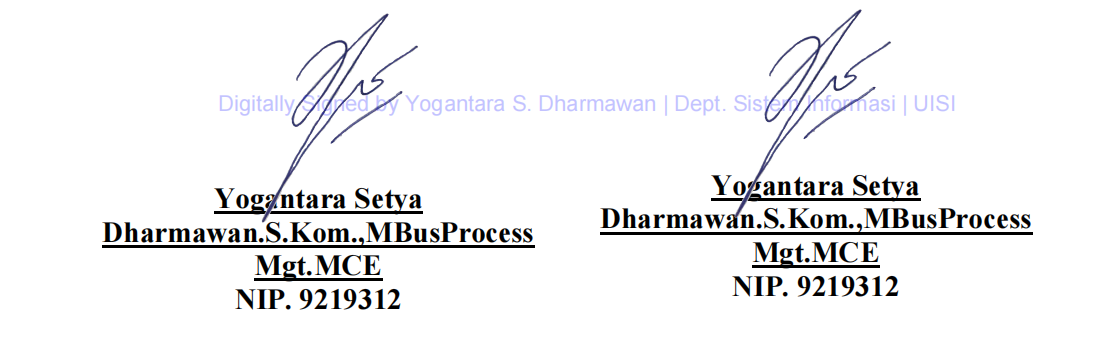 Digitally Signed by Yogantara S. Dharmawan | Dept. Sistem Informasi | UISI
Yogantara Setya
Dharmawan.S.Kom.,MBusProcess
Mgt.MCE
NIP. 9219312
Yogantara Setya
Dharmawan.S.Kom.,MBusProcess
Mgt.MCE
NIP. 9219312